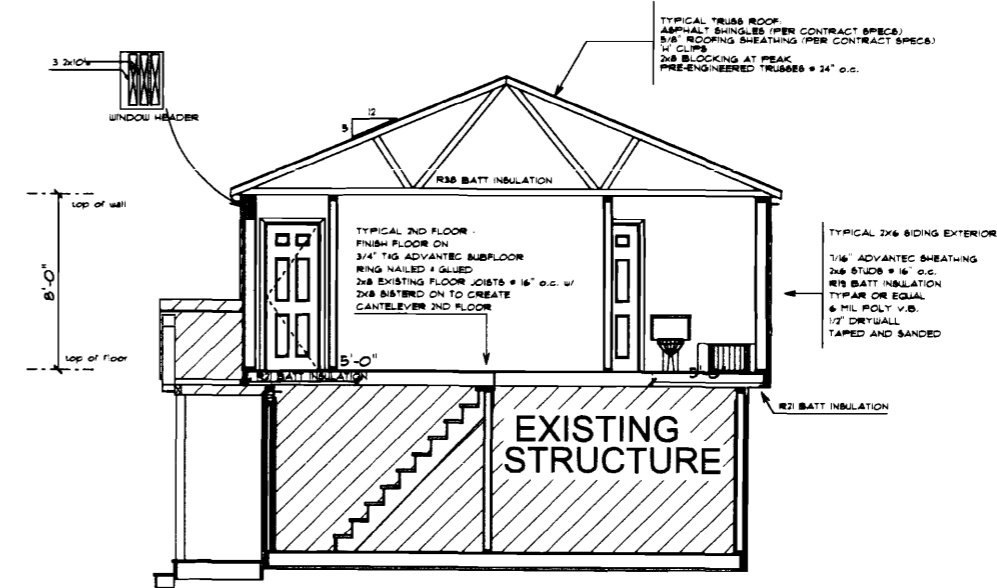 TYPICAL TRUSS ROOF:
ASPHALT SHINGLES (PER CONTRACT SPECS)
5/8" ROOFING SHEATHING (PER CONTRACT SPECS)
'H' CLIPS
2x8 BLOCKING AT PEAK
PRE-ENGINEERED TRUSSES @ 24" o.c.
3 2x10's
WINDOW HEADER
12
5
R38 BATT INSULATION
top of wall
8'-0"
top of floor
TYPICAL 2ND FLOOR -
FINISH FLOOR ON
3/4" T&G ADVANTEC SUBFLOOR
RING NAILED & GLUED
2x8 EXISTING FLOOR JOISTS @ 16" o.c. w/
2x8 SISTERD ON TO CREATE
CANTELEVER 2ND FLOOR
TYPICAL 2X6 SIDING EXTERIOR
7/16" ADVANTEC SHEATHING
2x6 STUDS @ 16" o.c.
R19 BATT INSULATION
TYPAR OR EQUAL
6 MIL POLY V.B.
1/2" DRYWALL
TAPED AND SANDED
5'-0"
R21 BATT INSULATION
R21 BATT INSULATION
EXISTING
STRUCTURE